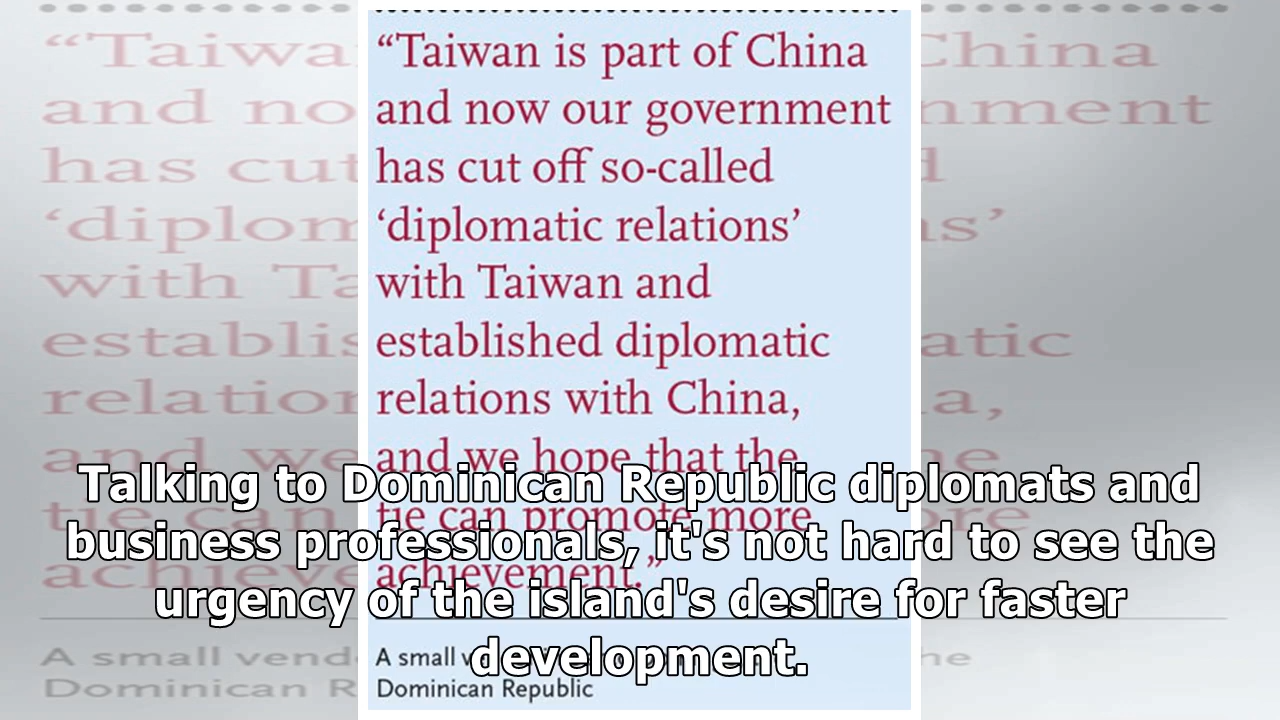 “Taiwan is part of China
and now our government
has cut off so-called
‘diplomatic relations’
with Taiwan and
established diplomatic
relations with China,
and we hope that the
tie can promote more
achievement.”
Talking to Dominican Republic diplomats and
business professionals, it's not hard to see the
urgency of the island's desire for faster
development.
A small
Dominican Republic